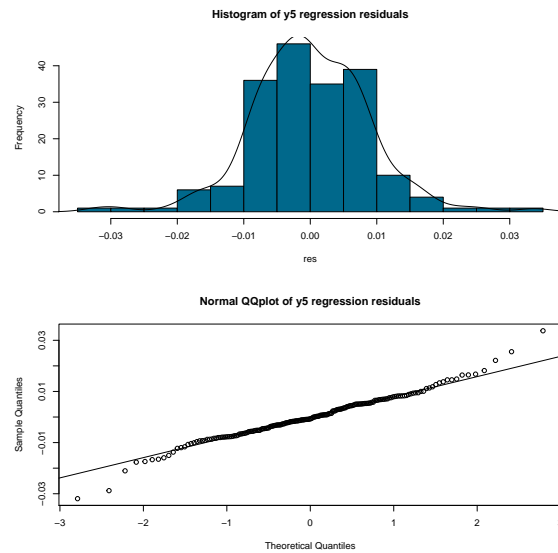 Histogram of y5 regression residuals
Frequency
0 10 20 30 40
−0.03 −0.02 −0.01 0.00 0.01 0.02 0.03
res
Normal QQplot of y5 regression residuals
Sample Quantiles
−0.03 −0.01 0.01 0.03
−3 −2 −1 0 1 2 3
Theoretical Quantiles